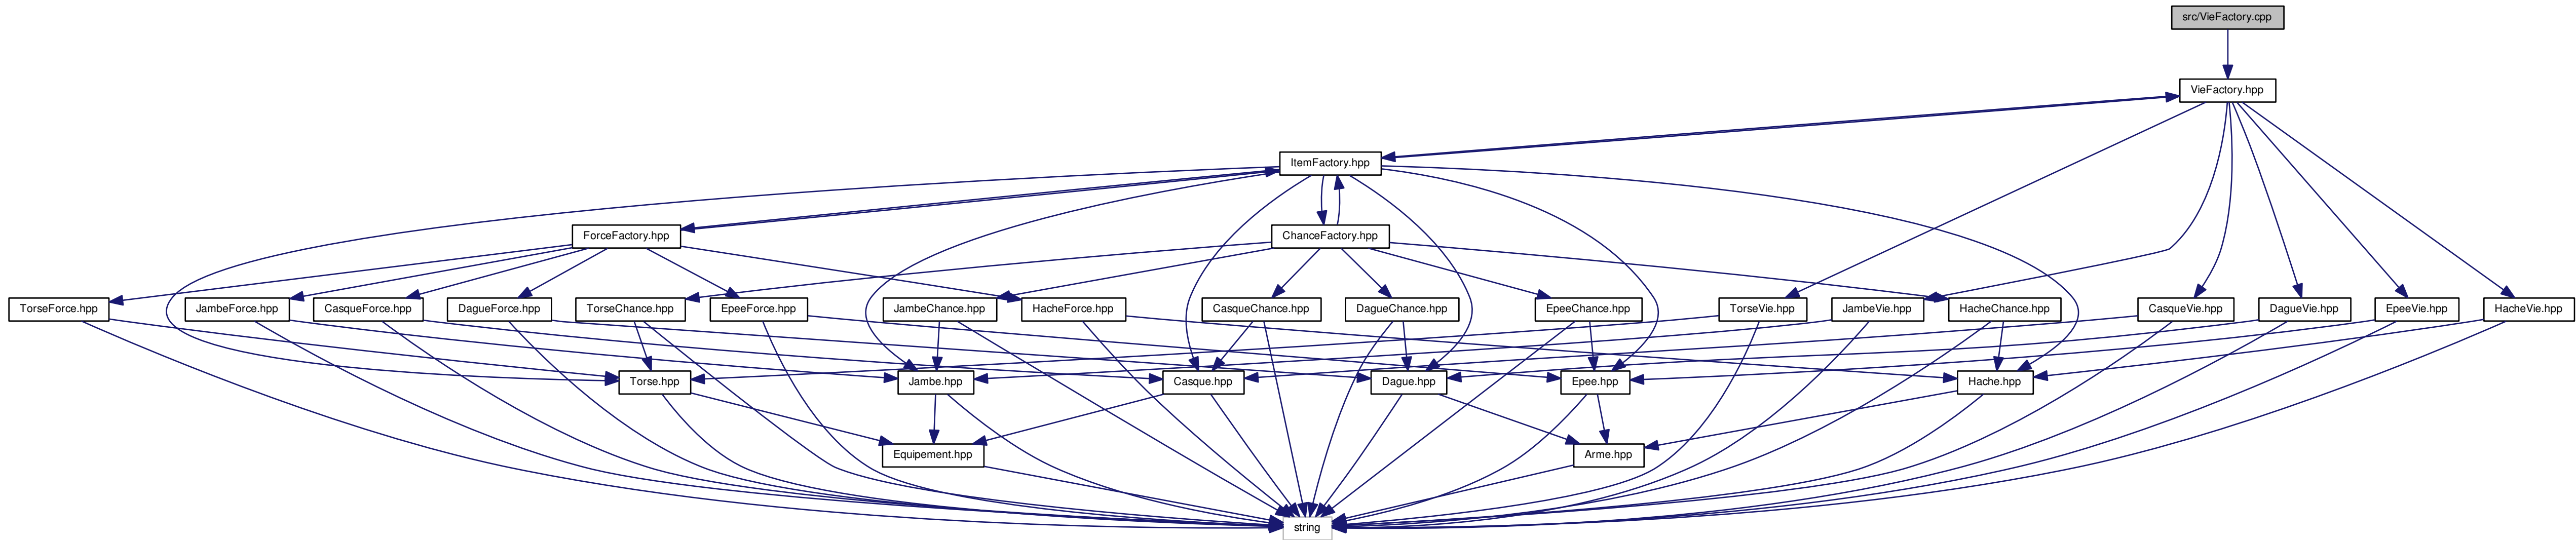 src/VieFactory.cpp
VieFactory.hpp
ItemFactory.hpp
ForceFactory.hpp
ChanceFactory.hpp
TorseForce.hpp
JambeForce.hpp
CasqueForce.hpp
DagueForce.hpp
TorseChance.hpp
EpeeForce.hpp
JambeChance.hpp
HacheForce.hpp
CasqueChance.hpp
DagueChance.hpp
EpeeChance.hpp
TorseVie.hpp
JambeVie.hpp
HacheChance.hpp
CasqueVie.hpp
DagueVie.hpp
EpeeVie.hpp
HacheVie.hpp
Torse.hpp
Jambe.hpp
Casque.hpp
Dague.hpp
Epee.hpp
Hache.hpp
Equipement.hpp
Arme.hpp
string